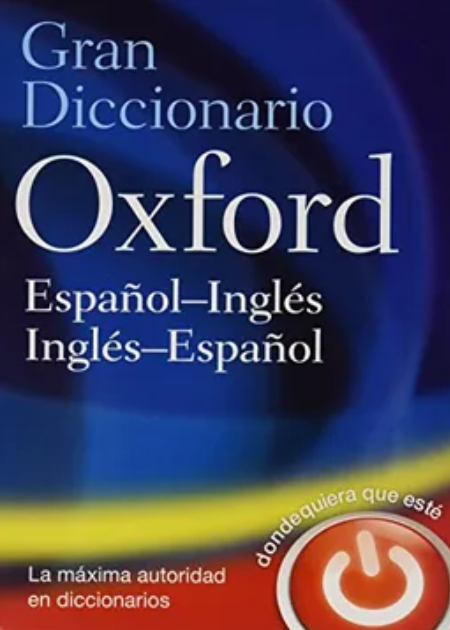 Gran
Diccionario
Oxford
Español–Inglés
Inglés–Español
dondequiera que esté
La máxima autoridad
en diccionarios